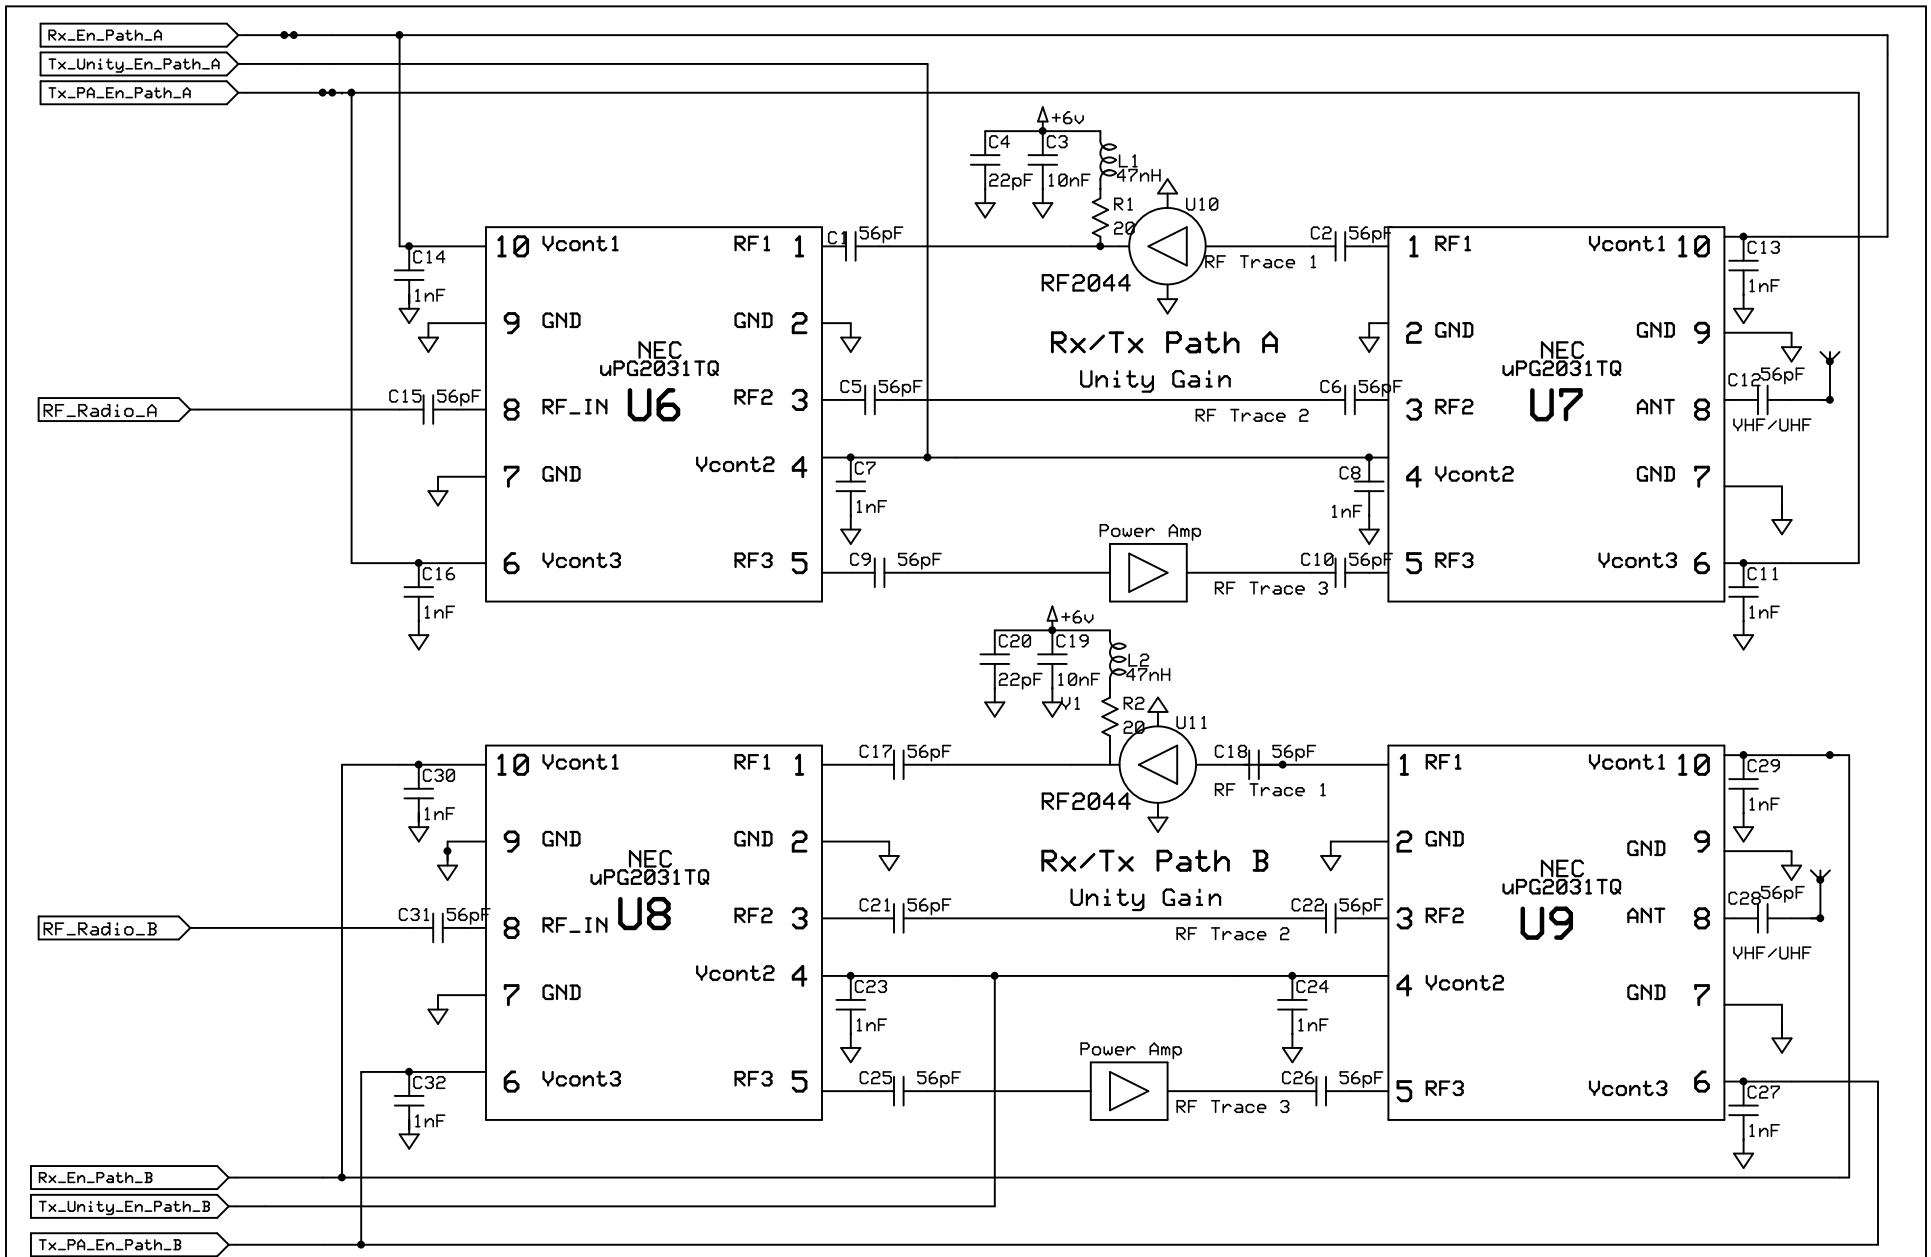 Rx_En_Path_A
Tx_Unity_En_Path_A
Tx_PA_En_Path_A
+6v
C4
C3
22pF
10nF
L1
47nH
R1
20
U10
RF2044
C1
56pF
C2
56pF
RF Trace 1
10 Vcont1
RF1 1
9 GND
GND 2
NEC
uPG2031TQ
U6
8 RF_IN
RF2 3
7 GND
Vcont2 4
6 Vcont3
RF3 5
C14
1nF
RF_Radio_A
C15
56pF
C16
1nF
Rx/Tx Path A
Unity Gain
C5
56pF
C6
56pF
RF Trace 2
C7
1nF
C8
1nF
Power Amp
C9
56pF
C10
56pF
RF Trace 3
1 RF1
Vcont1 10
2 GND
GND 9
NEC
uPG2031TQ
U7
3 RF2
ANT 8
4 Vcont2
GND 7
5 RF3
Vcont3 6
C13
1nF
C12
56pF
VHF/UHF
C11
1nF
+6v
C20
C19
22pF
10nF
V1
L2
47nH
R2
20
U11
RF2044
C17
56pF
C18
56pF
RF Trace 1
10 Vcont1
RF1 1
9 GND
GND 2
NEC
uPG2031TQ
U8
8 RF_IN
RF2 3
7 GND
Vcont2 4
6 Vcont3
RF3 5
C30
1nF
RF_Radio_B
C31
56pF
C32
1nF
Rx/Tx Path B
Unity Gain
C21
56pF
C22
56pF
RF Trace 2
C23
1nF
C24
1nF
Power Amp
C25
56pF
C26
56pF
RF Trace 3
1 RF1
Vcont1 10
2 GND
GND 9
NEC
uPG2031TQ
U9
3 RF2
ANT 8
4 Vcont2
GND 7
5 RF3
Vcont3 6
C29
1nF
C28
56pF
VHF/UHF
C27
1nF
Rx_En_Path_B
Tx_Unity_En_Path_B
Tx_PA_En_Path_B